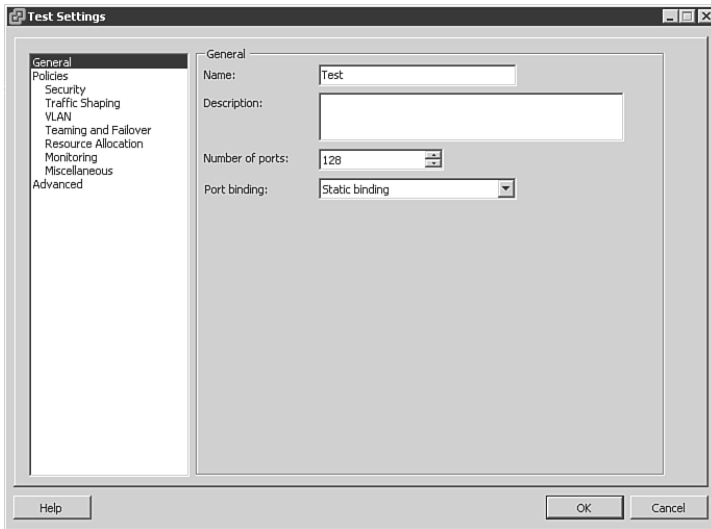 Test Settings
General
Policies
Security
Traffic Shaping
VLAN
Teaming and Failover
Resource Allocation
Monitoring
Miscellaneous
Advanced
General
Name:
Test
Description:
Number of ports:
128
Port binding:
Static binding
Help
OK
Cancel